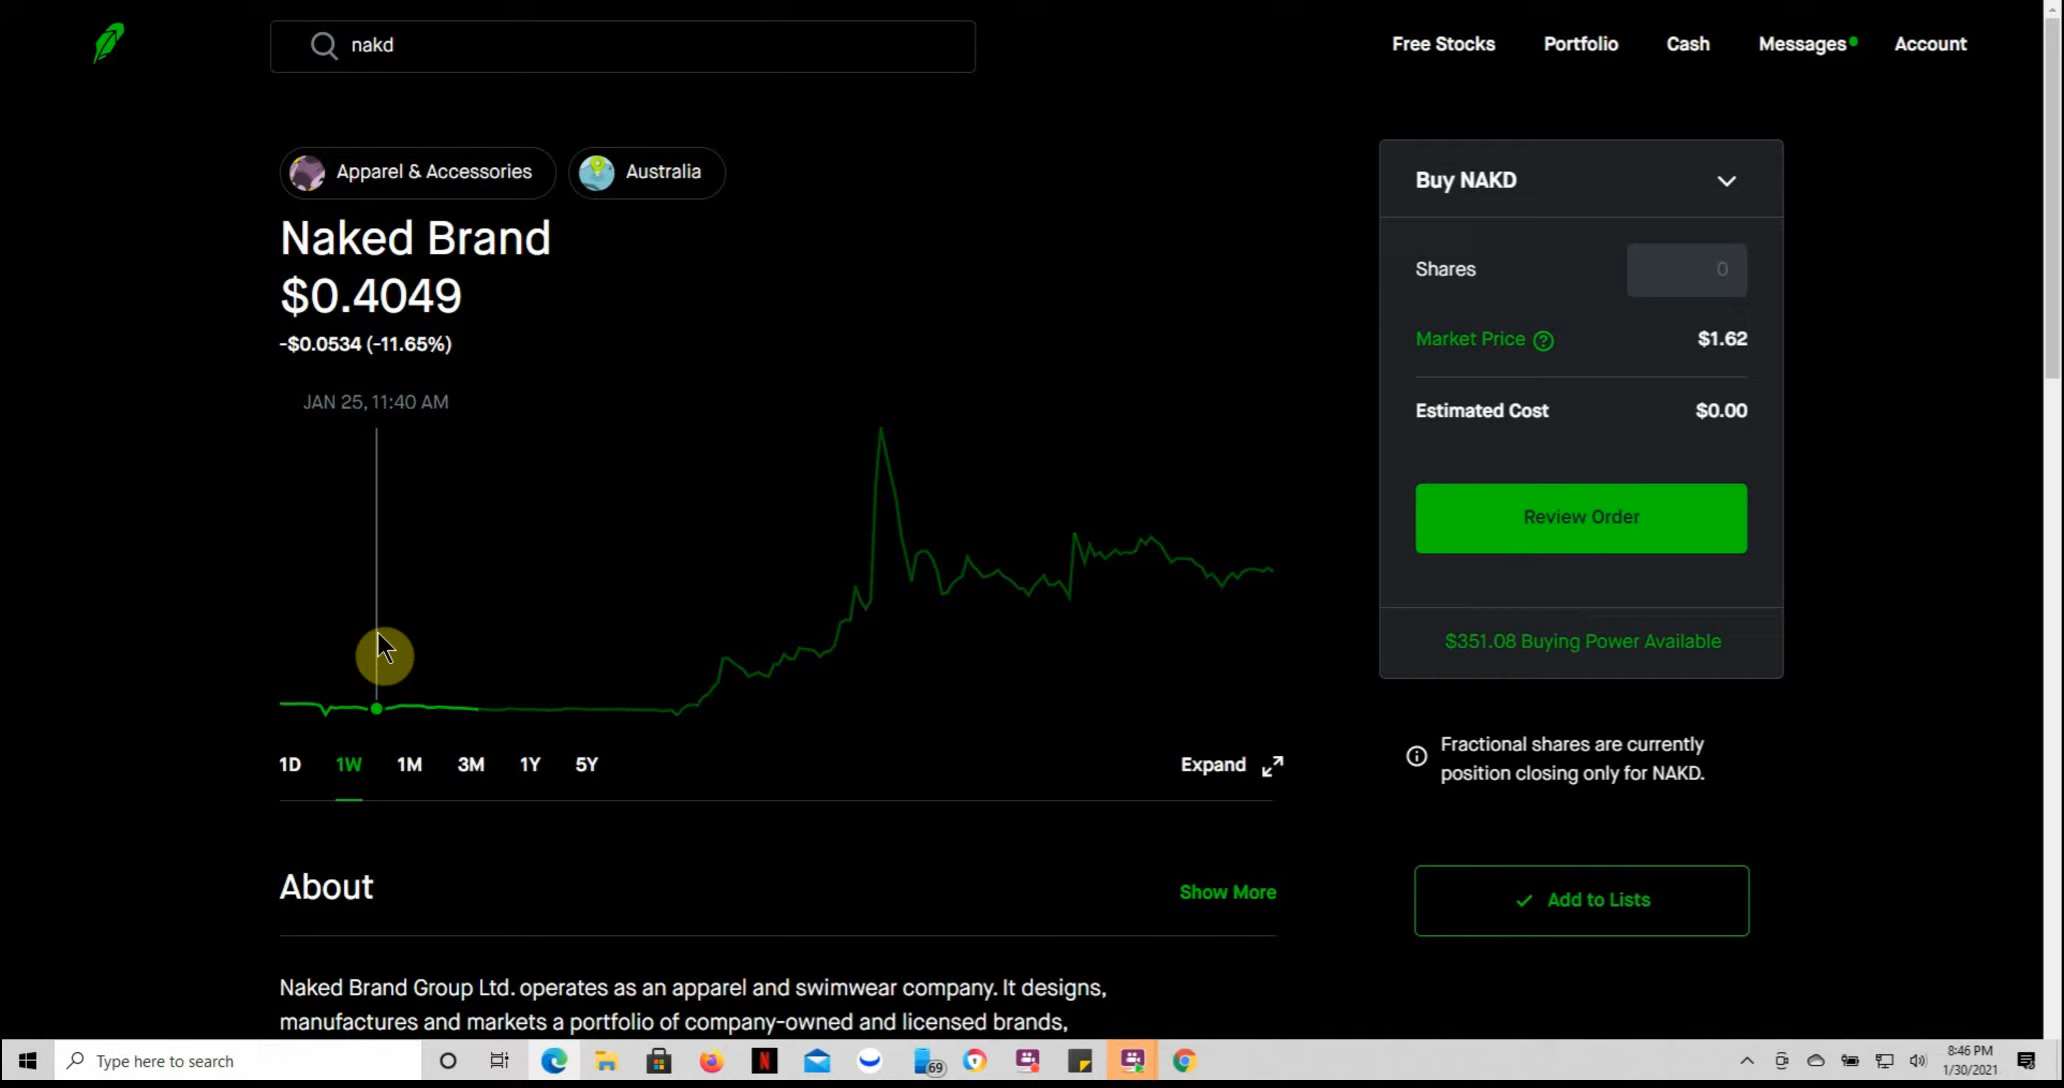 nakd
Free Stocks
Portfolio
Cash
Messages
Account
Apparel & Accessories
Australia
Naked Brand
$0.4049
-$0.0534 (-11.65%)
JAN 25, 11:40 AM
1D
1W
1M
3M
1Y
5Y
Expand
About
Show More
Naked Brand Group Ltd. operates as an apparel and swimwear company. It designs,
manufactures and markets a portfolio of company-owned and licensed brands,
Buy NAKD
Shares
0
Market Price ?
$1.62
Estimated Cost
$0.00
Review Order
$351.08 Buying Power Available
Fractional shares are currently
position closing only for NAKD.
Add to Lists
Type here to search
N
69
8:46 PM
1/30/2021